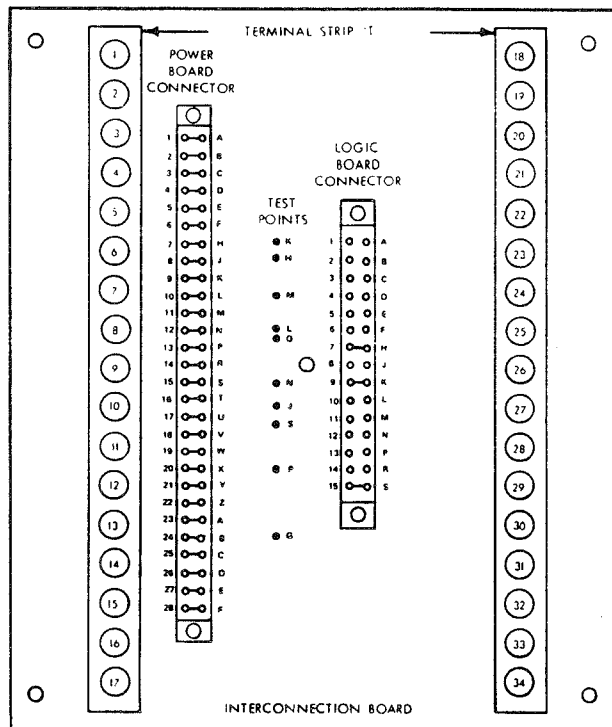 TERMINAL STRIP
POWER
BOARD
CONNECTOR
LOGIC
BOARD
CONNECTOR
TEST
POINTS
1
2
3
4
5
6
7
8
9
10
11
12
13
14
15
16
17
1 A
2 B
3 C
4 D
5 E
6 F
7 H
8 J
9 K
10 L
11 M
12 N
13 P
14 R
15 S
16 T
17 U
18 V
19 W
20 X
21 Y
22 Z
23 A
24 B
25 C
26 D
27 E
28 F
K
H
M
L
N
J
S
P
G
1 A
2 B
3 C
4 D
5 E
6 F
7 H
8 J
9 K
10 L
11 M
12 N
13 P
14 R
15 S
18
19
20
21
22
23
24
25
26
27
28
29
30
31
32
33
34
INTERCONNECTION BOARD